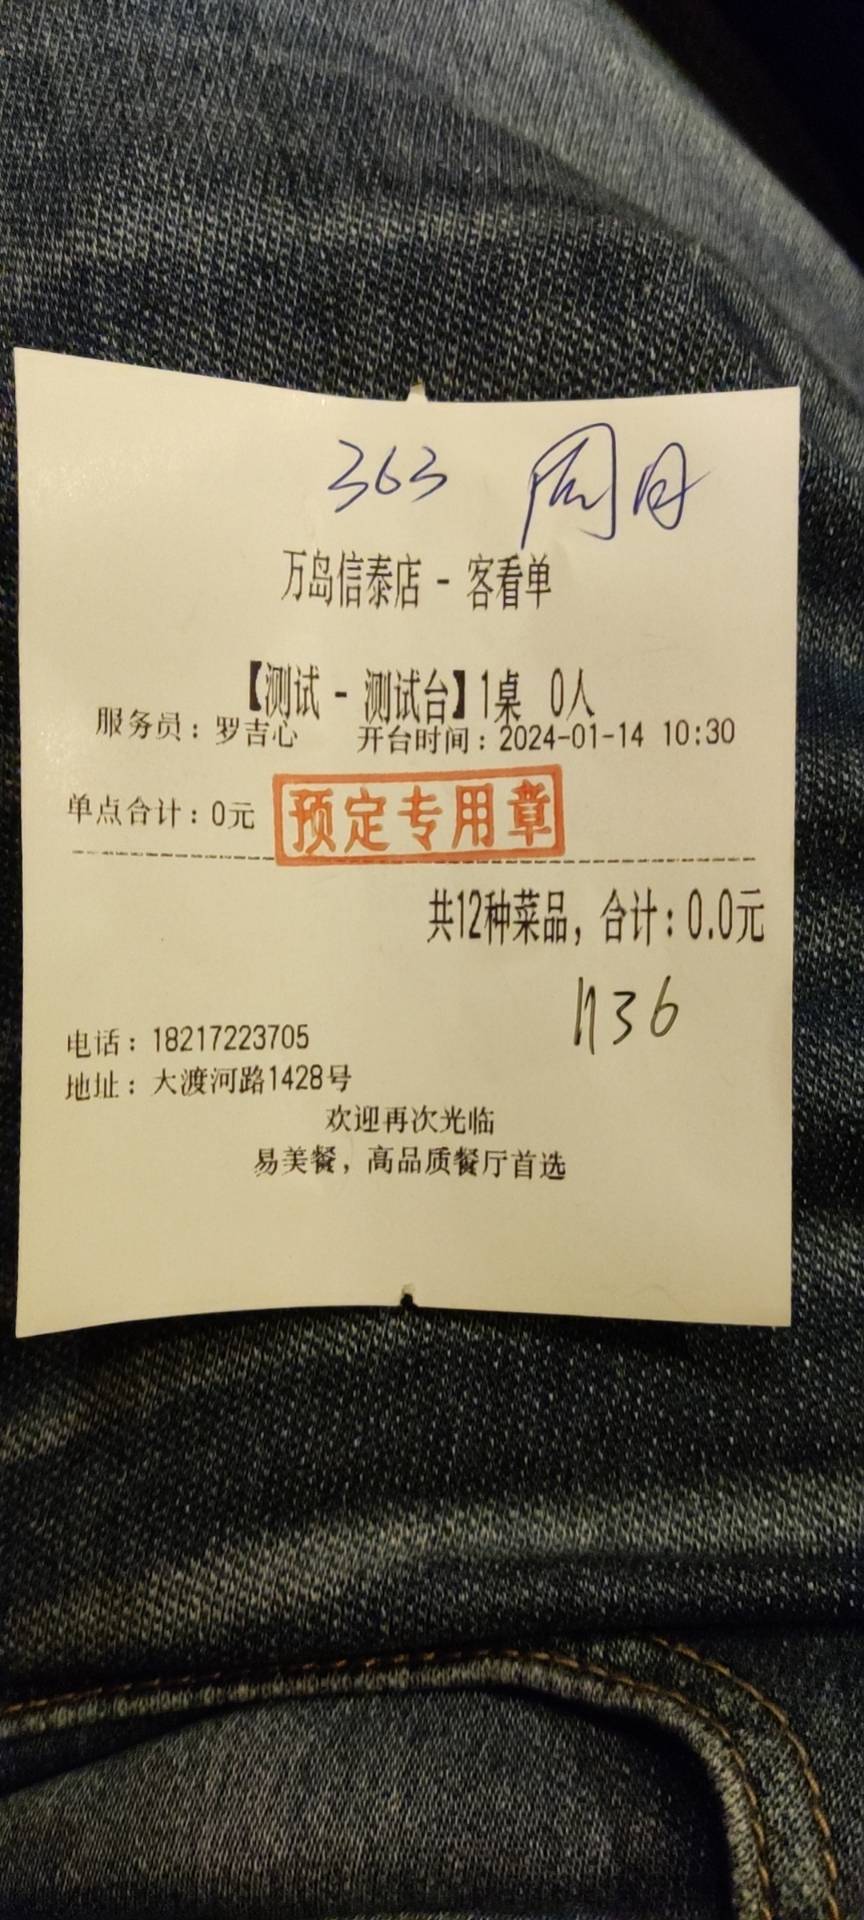 363 周月
万岛信泰店 - 客看单
【测试 - 测试台】1桌 0人
服务员：罗吉心 开台时间：2024-01-14 10:30
单点合计：0元 预定专用章
共12种菜品，合计：0.0元
1136
电话：18217223705
地址：大渡河路1428号
欢迎再次光临
易美餐，高品质餐厅首选